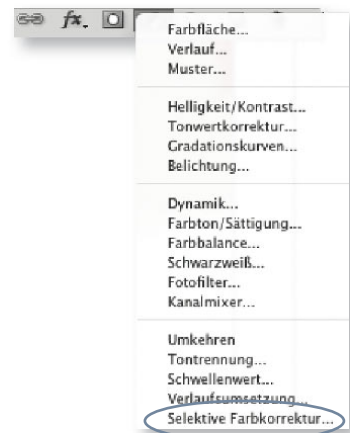 fx.
Farbfläche...
Verlauf...
Muster...
Helligkeit/Kontrast...
Tonwertkorrektur...
Gradationskurven...
Belichtung...
Dynamik...
Farbton/Sättigung...
Farbbalance...
Schwarzweiß...
Fotofilter...
Kanalmixer...
Umkehren
Tontrennung...
Schwellenwert...
Verlaufsumsetzung...
Selektive Farbkorrektur...